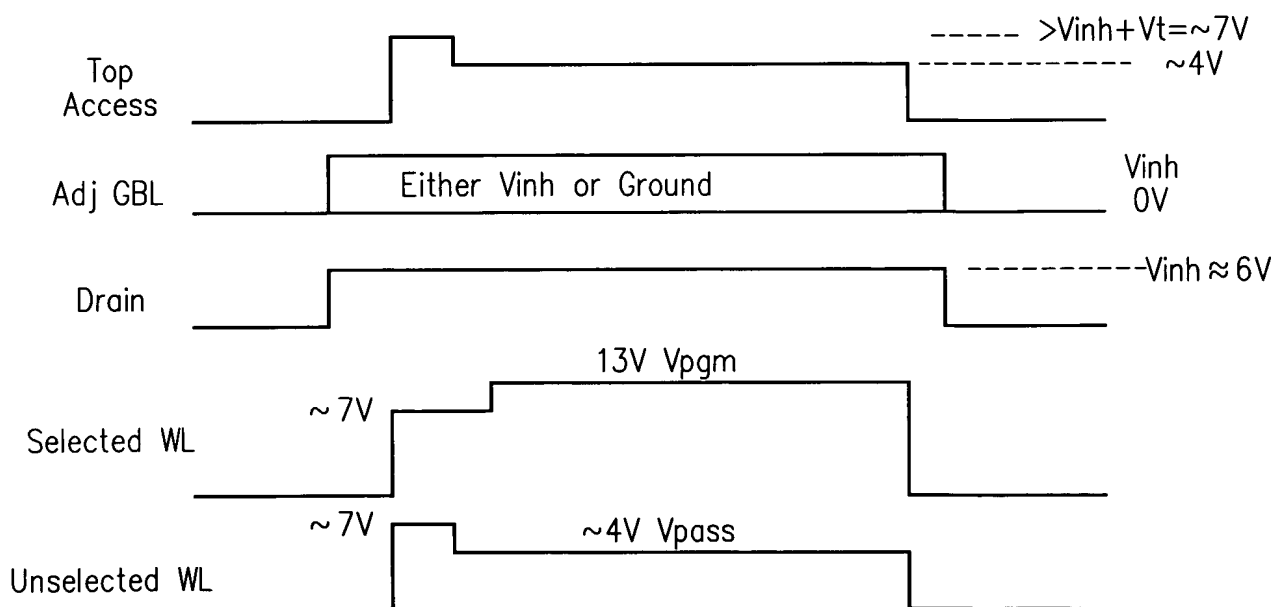 >Vinh+Vt=~7V
Top
Access
~4V
Adj GBL
Either Vinh or Ground
Vinh
0V
Drain
Vinh≈6V
13V Vpgm
~7V
Selected WL
~7V
~4V Vpass
Unselected WL